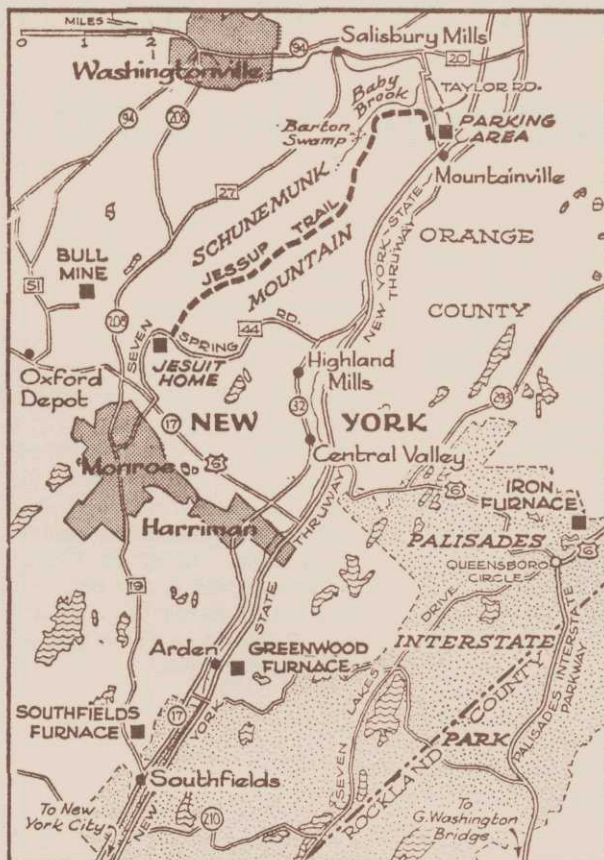 MILES
0 1 2
Washingtonville
94
Salisbury Mills
20
TAYLOR RD.
Baby Brook
PARKING AREA
Barton Swamp
Mountainville
94
208
27
SCHUNEMUNK MOUNTAIN
JESSUP TRAIL
NEW YORK STATE THRUWAY
ORANGE COUNTY
BULL MINE
51
208
SEVEN SPRING RD.
44
JESUIT HOME
Oxford Depot
Highland Mills
32
293
17
NEW YORK
6
Central Valley
Monroe
Harriman
6
IRON FURNACE
PALISADES INTERSTATE PARK
QUEENSBORO CIRCLE
6
19
NEW YORK STATE THRUWAY
Arden
GREENWOOD FURNACE
SEVEN LAKES DRIVE
ROCKLAND COUNTY
PALISADES INTERSTATE PARKWAY
17
SOUTHFIELDS FURNACE
Southfields
To New York City
210
To G.Washington Bridge